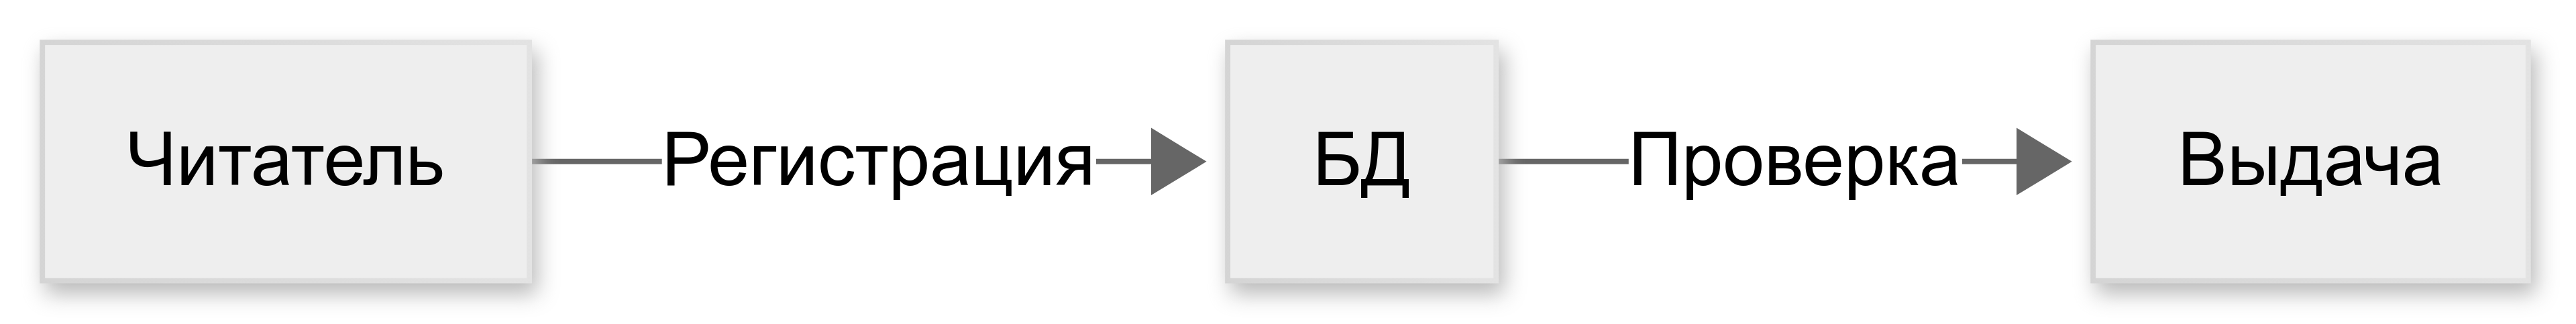 Читатель
Регистрация
БД
Проверка
Выдача